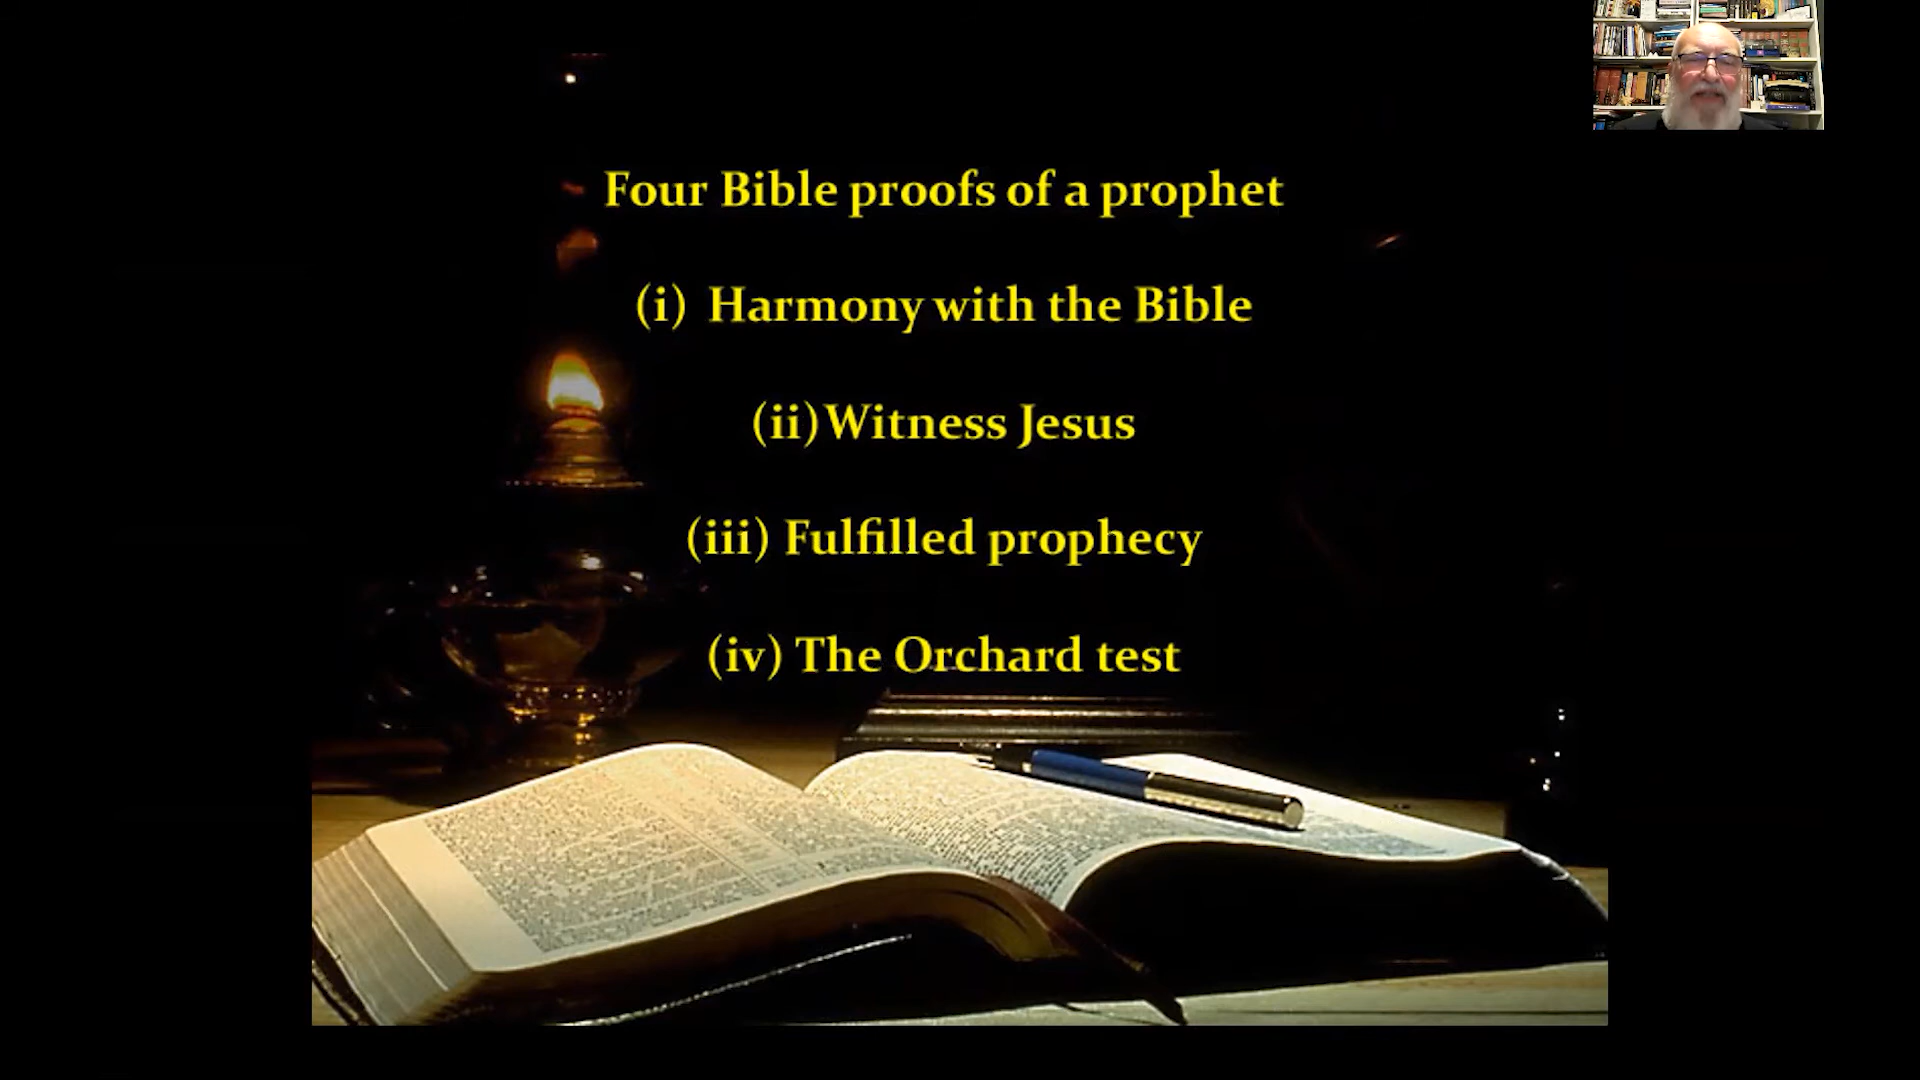 Four Bible proofs of a prophet
(i) Harmony with the Bible
(ii) Witness Jesus
(iii) Fulfilled prophecy
(iv) The Orchard test